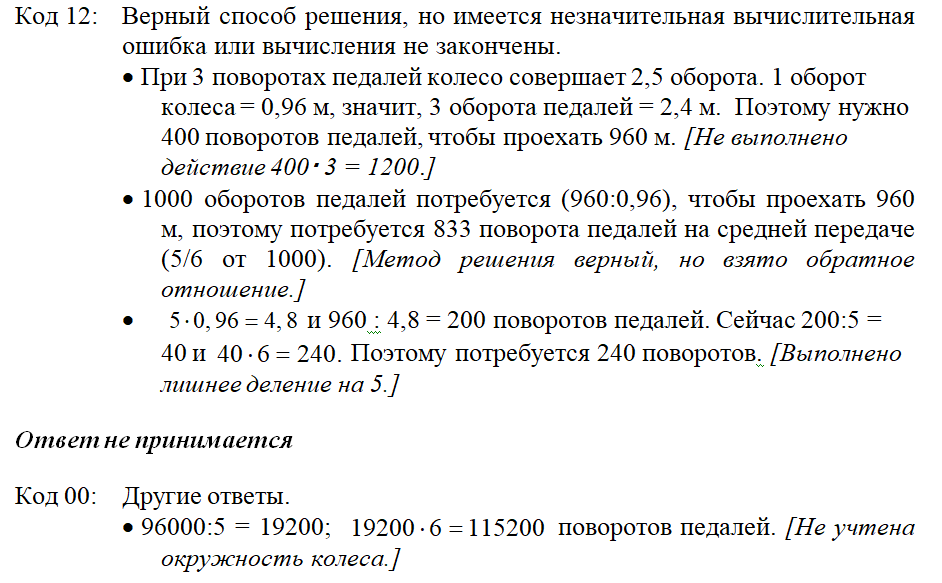 Код 12: Верный способ решения, но имеется незначительная вычислительная
ошибка или вычисления не закончены.
• При 3 поворотах педалей колесо совершает 2,5 оборота. 1 оборот
колеса = 0,96 м, значит, 3 оборота педалей = 2,4 м. Поэтому нужно
400 поворотов педалей, чтобы проехать 960 м. [Не выполнено
действие 400· 3 = 1200.]
• 1000 оборотов педалей потребуется (960:0,96), чтобы проехать 960
м, поэтому потребуется 833 поворота педалей на средней передаче
(5/6 от 1000). [Метод решения верный, но взято обратное
отношение.]
• 5·0,96 = 4,8 и 960 : 4,8 = 200 поворотов педалей. Сейчас 200:5 =
40 и 40·6 = 240. Поэтому потребуется 240 поворотов. [Выполнено
лишнее деление на 5.]
Ответ не принимается
Код 00: Другие ответы.
• 96000:5 = 19200; 19200·6 = 115200 поворотов педалей. [Не учтена
окружность колеса.]